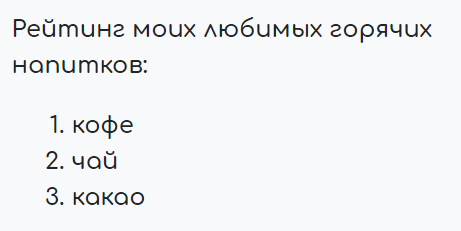 Рейтинг моих любимых горячих
напитков:
1. кофе
2. чай
3. какао